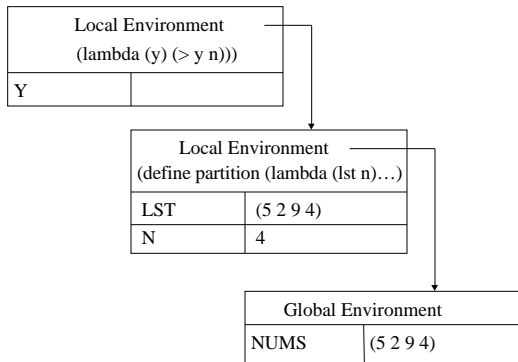 Local Environment
(lambda (y) (> y n)))
Y
Local Environment
(define partition (lambda (lst n)…)
LST (5 2 9 4)
N 4
Global Environment
NUMS (5 2 9 4)